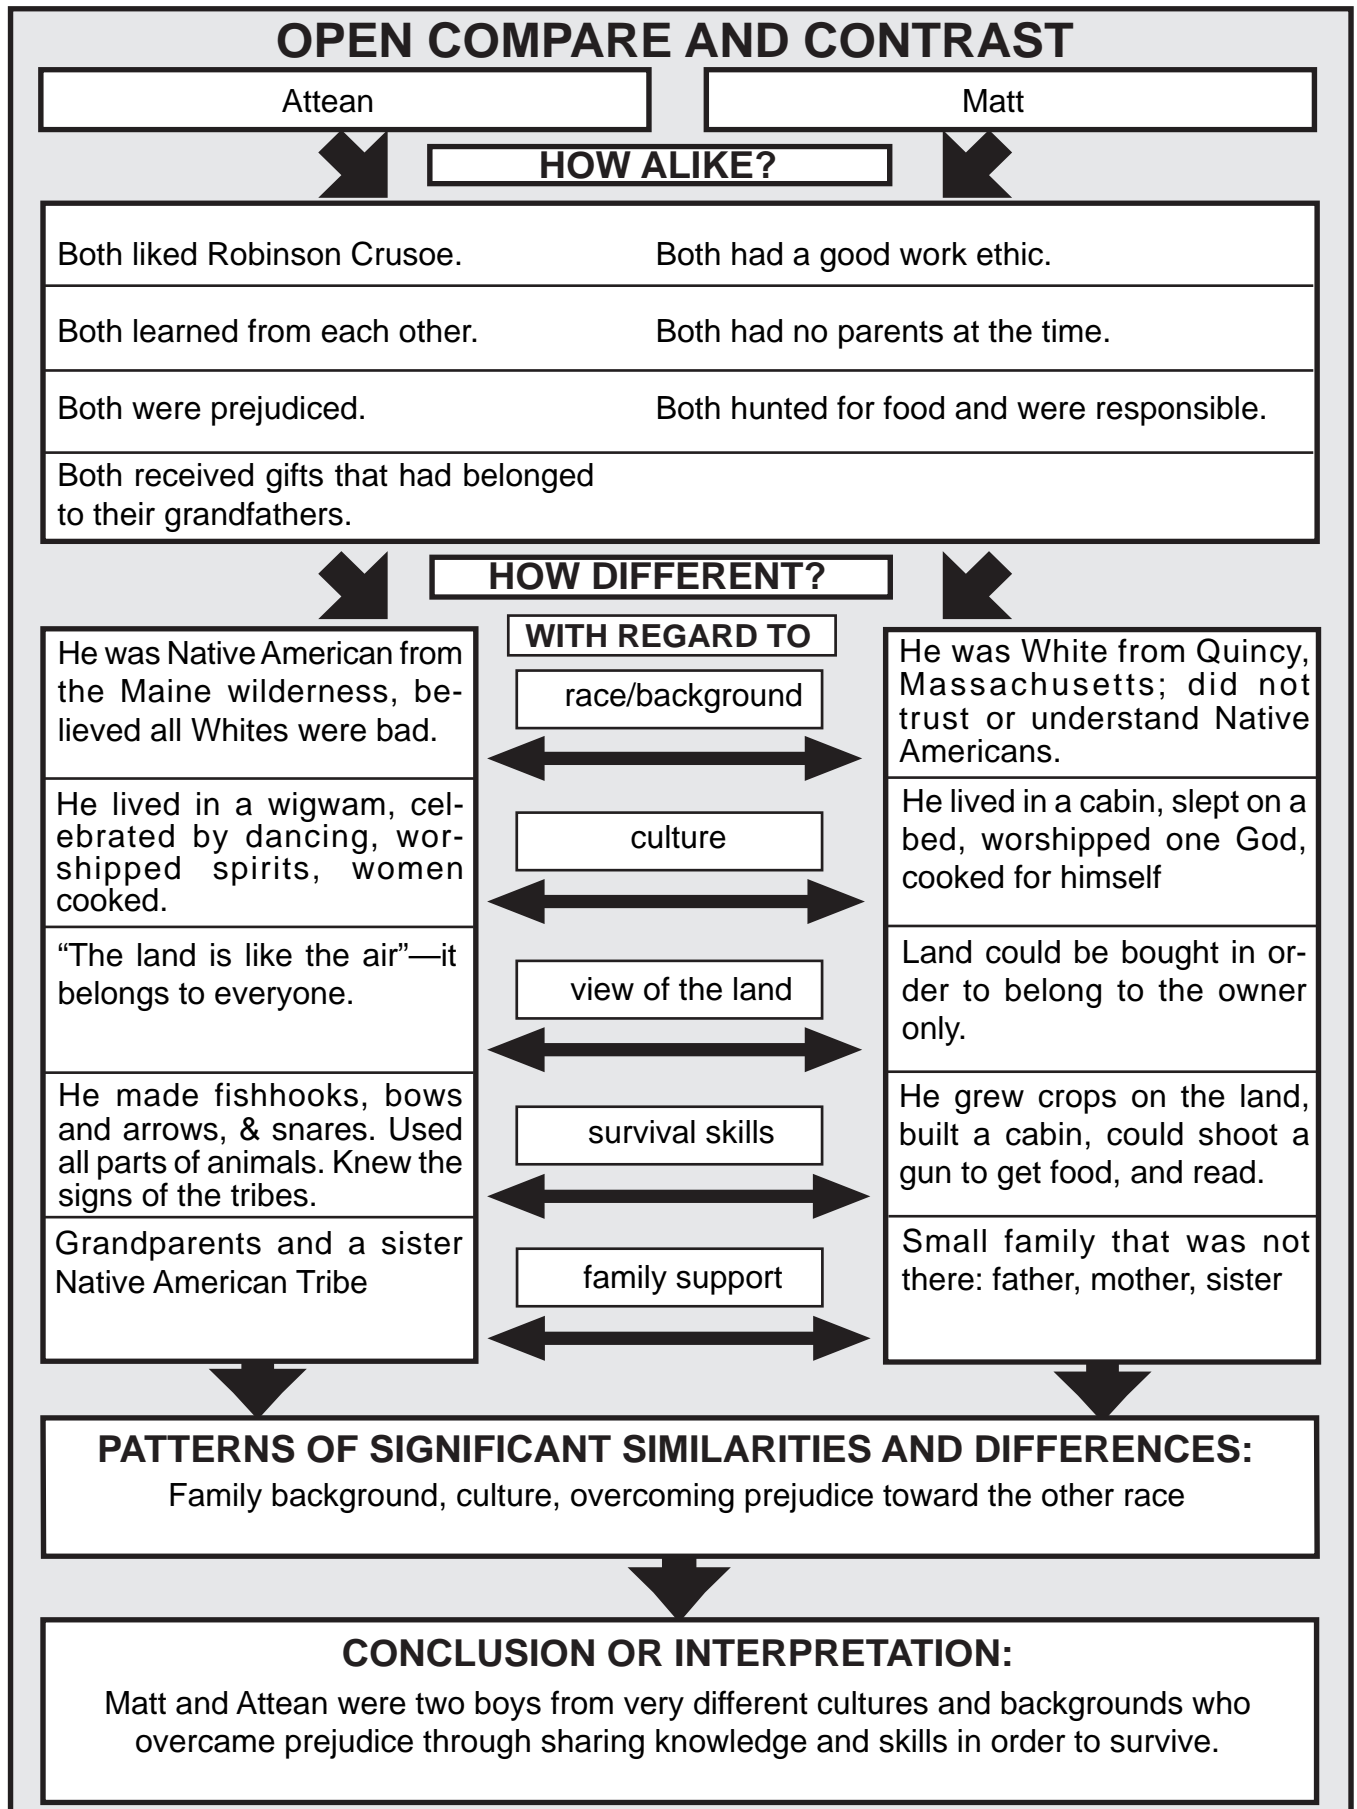 OPEN COMPARE AND CONTRAST
Attean
Matt
HOW ALIKE?
Both liked Robinson Crusoe.
Both had a good work ethic.
Both learned from each other.
Both had no parents at the time.
Both were prejudiced.
Both hunted for food and were responsible.
Both received gifts that had belonged
to their grandfathers.
HOW DIFFERENT?
WITH REGARD TO
He was Native American from
the Maine wilderness, be-
lieved all Whites were bad.
race/background
He was White from Quincy,
Massachusetts; did not
trust or understand Native
Americans.
He lived in a wigwam, cel-
ebrated by dancing, wor-
shipped spirits, women
cooked.
culture
He lived in a cabin, slept on a
bed, worshipped one God,
cooked for himself
“The land is like the air”—it
belongs to everyone.
view of the land
Land could be bought in or-
der to belong to the owner
only.
He made fishhooks, bows
and arrows, & snares. Used
all parts of animals. Knew the
signs of the tribes.
survival skills
He grew crops on the land,
built a cabin, could shoot a
gun to get food, and read.
Grandparents and a sister
Native American Tribe
family support
Small family that was not
there: father, mother, sister
PATTERNS OF SIGNIFICANT SIMILARITIES AND DIFFERENCES:
Family background, culture, overcoming prejudice toward the other race
CONCLUSION OR INTERPRETATION:
Matt and Attean were two boys from very different cultures and backgrounds who
overcame prejudice through sharing knowledge and skills in order to survive.